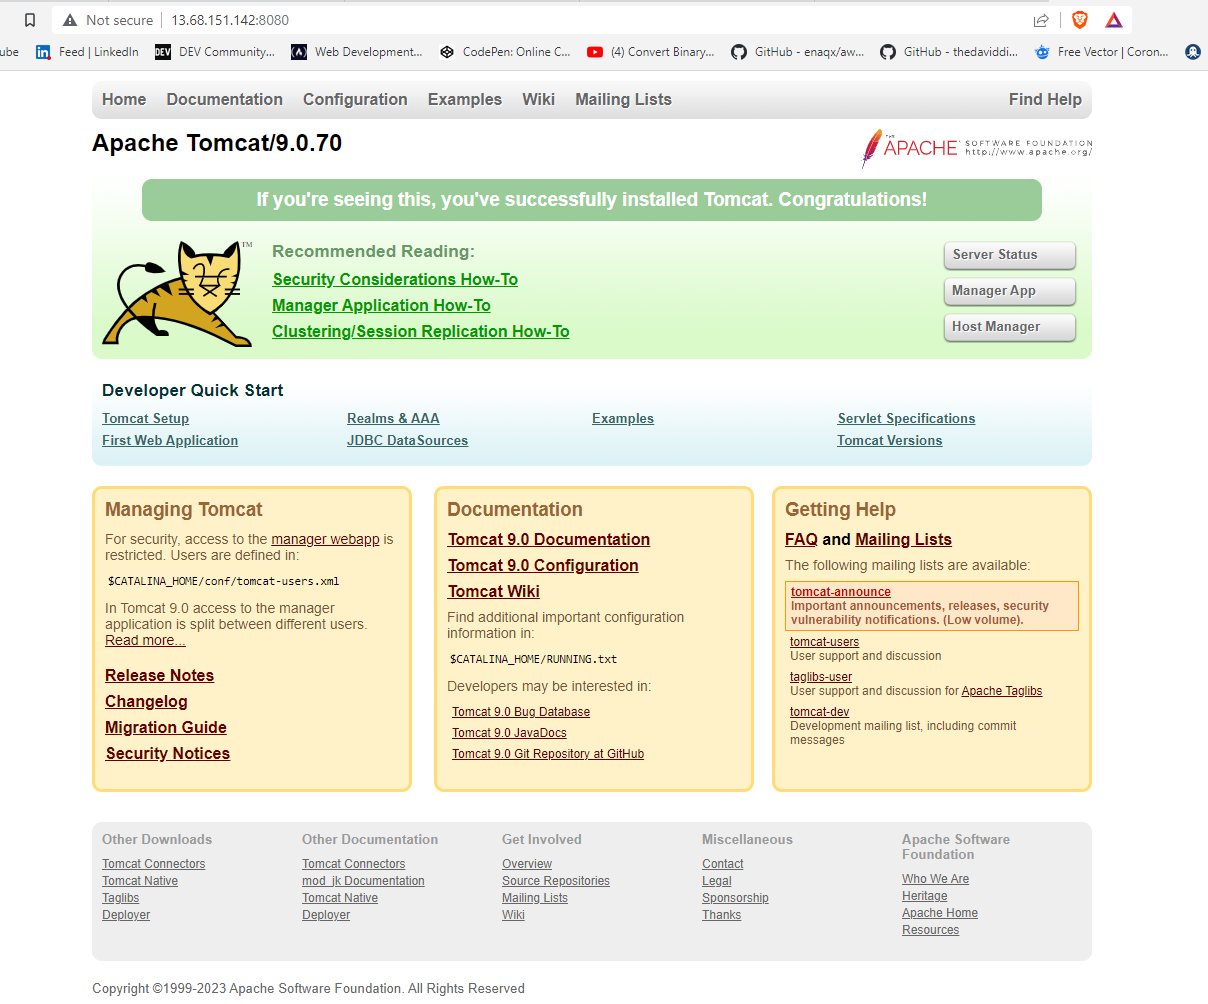 Not secure 13.68.151.142:8080
ube Feed | LinkedIn DEV Community... Web Development... CodePen: Online C... (4) Convert Binary... GitHub - enaqx/aw... GitHub - thedaviddi... Free Vector | Coron...
Home Documentation Configuration Examples Wiki Mailing Lists Find Help
Apache Tomcat/9.0.70
THE APACHE SOFTWARE FOUNDATION
http://www.apache.org/
If you're seeing this, you've successfully installed Tomcat. Congratulations!
TM
Recommended Reading:
Security Considerations How-To
Manager Application How-To
Clustering/Session Replication How-To
Server Status
Manager App
Host Manager
Developer Quick Start
Tomcat Setup
First Web Application
Realms & AAA
JDBC DataSources
Examples
Servlet Specifications
Tomcat Versions
Managing Tomcat
For security, access to the manager webapp is
restricted. Users are defined in:
$CATALINA_HOME/conf/tomcat-users.xml
In Tomcat 9.0 access to the manager
application is split between different users.
Read more...
Release Notes
Changelog
Migration Guide
Security Notices
Documentation
Tomcat 9.0 Documentation
Tomcat 9.0 Configuration
Tomcat Wiki
Find additional important configuration
information in:
$CATALINA_HOME/RUNNING.txt
Developers may be interested in:
Tomcat 9.0 Bug Database
Tomcat 9.0 JavaDocs
Tomcat 9.0 Git Repository at GitHub
Getting Help
FAQ and Mailing Lists
The following mailing lists are available:
tomcat-announce
Important announcements, releases, security
vulnerability notifications. (Low volume).
tomcat-users
User support and discussion
taglibs-user
User support and discussion for Apache Taglibs
tomcat-dev
Development mailing list, including commit
messages
Other Downloads
Tomcat Connectors
Tomcat Native
Taglibs
Deployer
Other Documentation
Tomcat Connectors
mod_jk Documentation
Tomcat Native
Deployer
Get Involved
Overview
Source Repositories
Mailing Lists
Wiki
Miscellaneous
Contact
Legal
Sponsorship
Thanks
Apache Software
Foundation
Who We Are
Heritage
Apache Home
Resources
Copyright ©1999-2023 Apache Software Foundation. All Rights Reserved